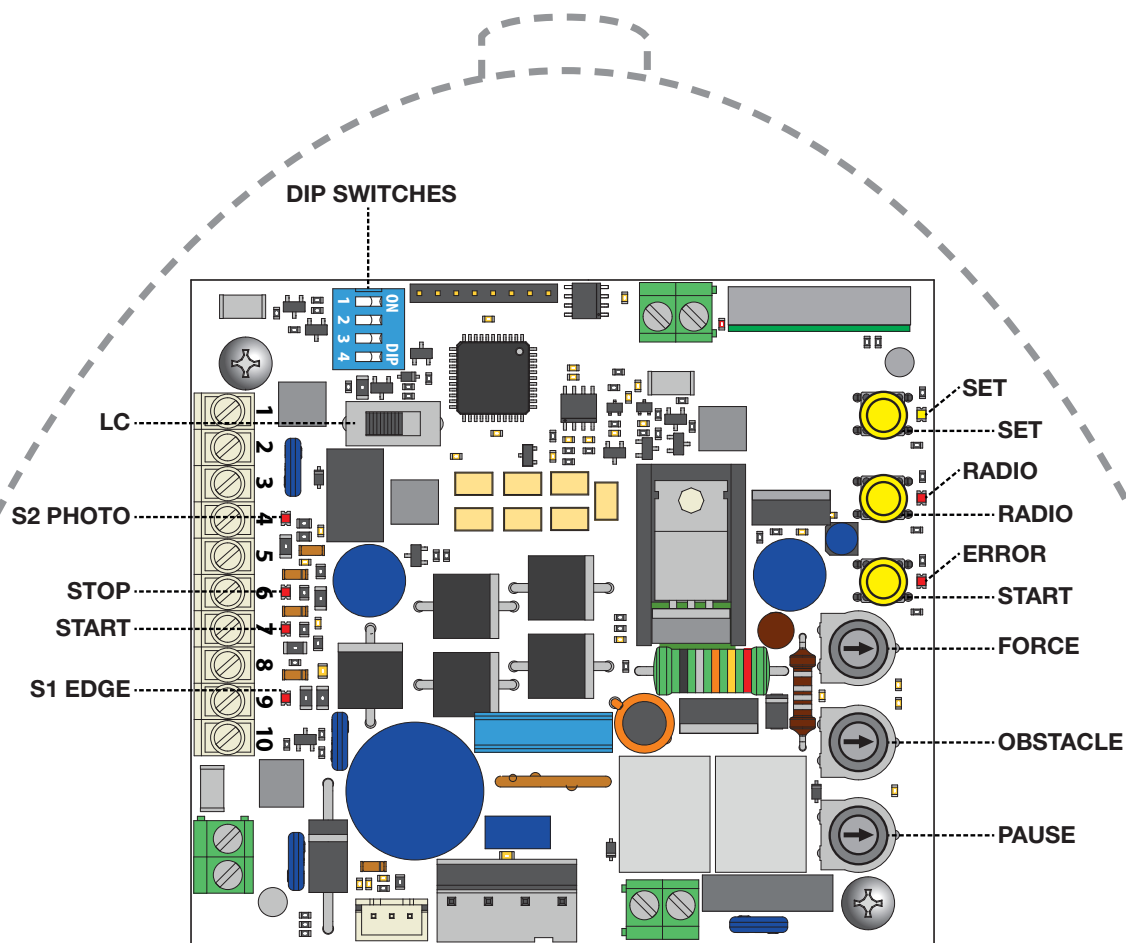 DIP SWITCHES
ON
DIP
1
2
3
4
LC
1
2
3
4
5
6
7
8
9
10
S2 PHOTO
STOP
START
S1 EDGE
SET
SET
RADIO
RADIO
ERROR
START
FORCE
OBSTACLE
PAUSE